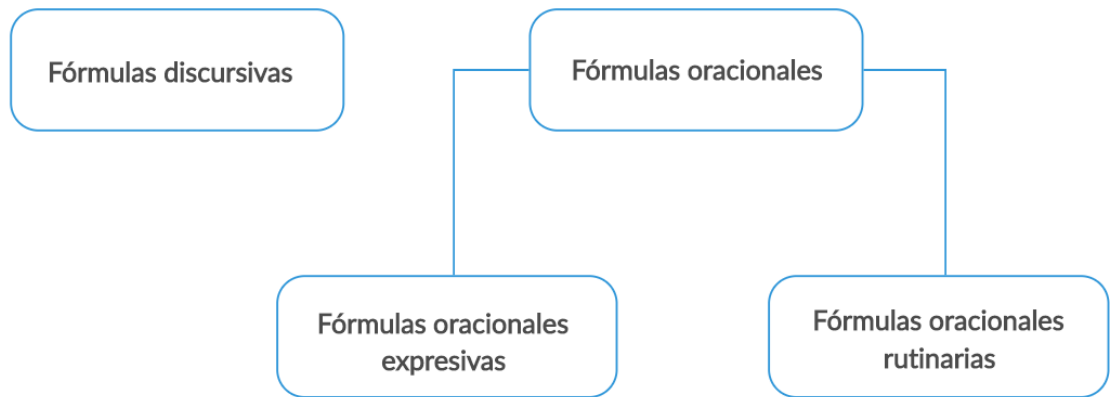 Fórmulas discursivas
Fórmulas oracionales
Fórmulas oracionales
expresivas
Fórmulas oracionales
rutinarias